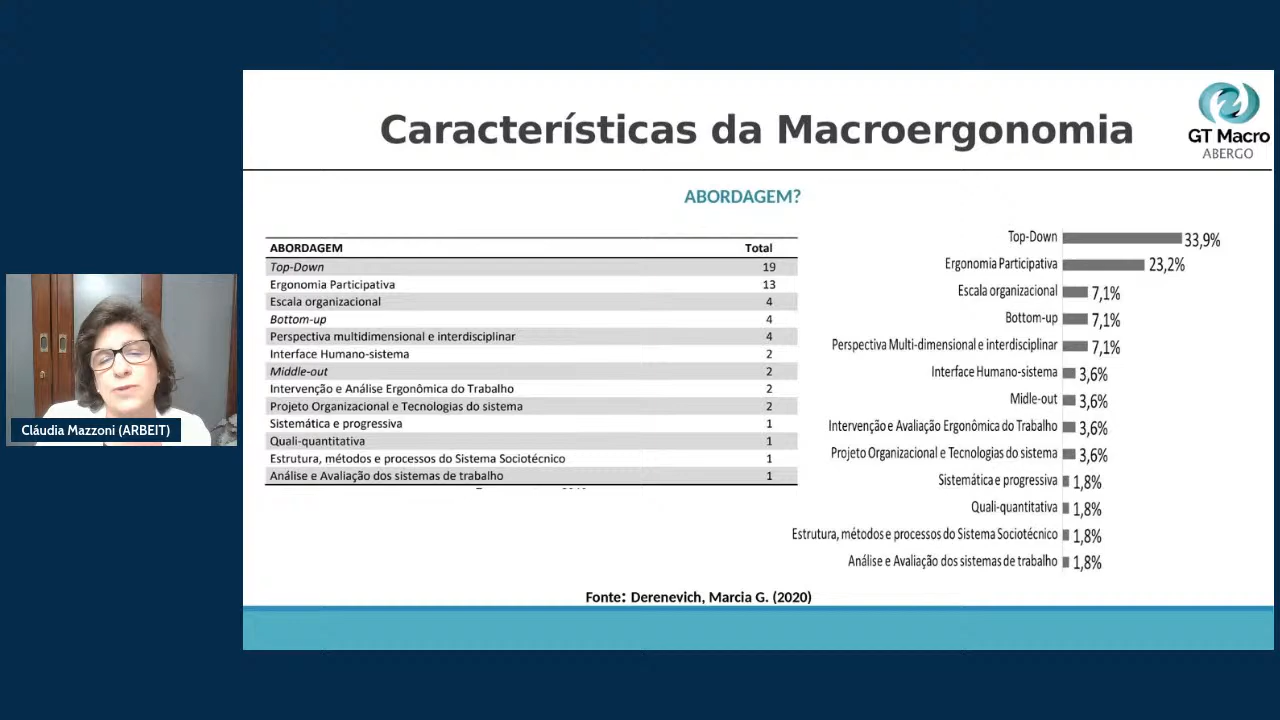 Características da Macroergonomia
GT Macro
ABERGO
ABORDAGEM?
ABORDAGEM Total
Top-Down 19
Ergonomia Participativa 13
Escala organizacional 4
Bottom-up 4
Perspectiva multidimensional e interdisciplinar 4
Interface Humano-sistema 2
Middle-out 2
Intervenção e Análise Ergonômica do Trabalho 2
Projeto Organizacional e Tecnologias do sistema 2
Sistemática e progressiva 1
Quali-quantitativa 1
Estrutura, métodos e processos do Sistema Sociotécnico 1
Análise e Avaliação dos sistemas de trabalho 1
Top-Down 33,9%
Ergonomia Participativa 23,2%
Escala organizacional 7,1%
Bottom-up 7,1%
Perspectiva Multi-dimensional e interdisciplinar 7,1%
Interface Humano-sistema 3,6%
Midle-out 3,6%
Intervenção e Avaliação Ergonômica do Trabalho 3,6%
Projeto Organizacional e Tecnologias do sistema 3,6%
Sistemática e progressiva 1,8%
Quali-quantitativa 1,8%
Estrutura, métodos e processos do Sistema Sociotécnico 1,8%
Análise e Avaliação dos sistemas de trabalho 1,8%
Fonte: Derenevich, Marcia G. (2020)
Cláudia Mazzoni (ARBEIT)